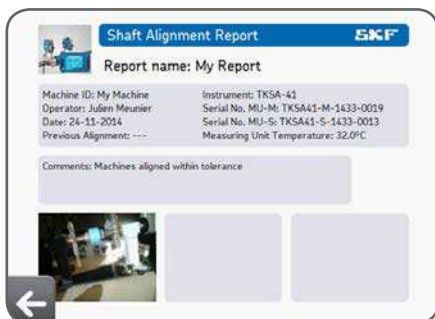 Shaft Alignment Report
SKF
Report name: My Report
Machine ID: My Machine
Operator: Julien Meunier
Date: 24-11-2014
Previous Alignment: ---
Instrument: TKSA-41
Serial No. MU-M: TKSA41-M-1433-0019
Serial No. MU-S: TKSA41-S-1433-0013
Measuring Unit Temperature: 32.0ºC
Comments: Machines aligned within tolerance